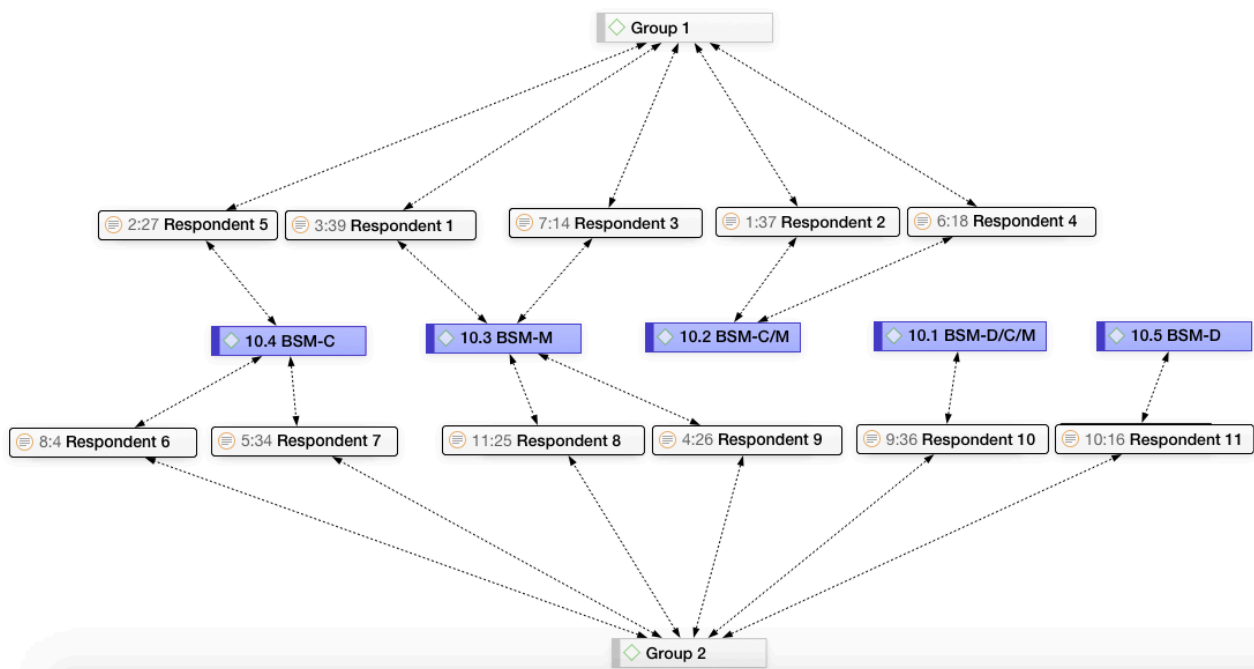 Group 1
2:27 Respondent 5
3:39 Respondent 1
7:14 Respondent 3
1:37 Respondent 2
6:18 Respondent 4
10.4 BSM-C
10.3 BSM-M
10.2 BSM-C/M
10.1 BSM-D/C/M
10.5 BSM-D
8:4 Respondent 6
5:34 Respondent 7
11:25 Respondent 8
4:26 Respondent 9
9:36 Respondent 10
10:16 Respondent 11
Group 2